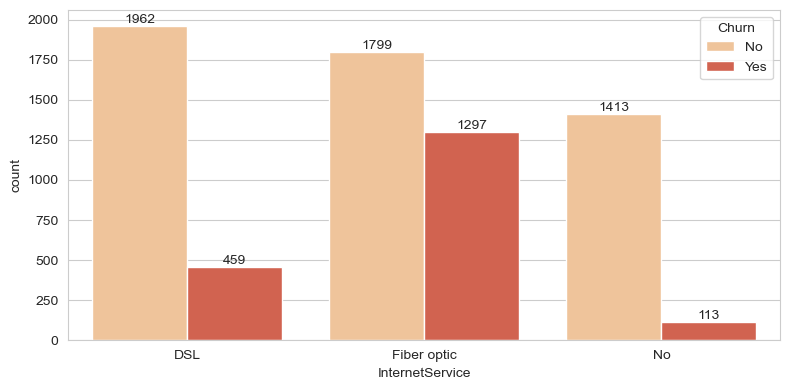 2000
1750
1500
1250
1000
750
500
250
0
count
1962
459
1799
1297
1413
113
Churn
No
Yes
DSL
Fiber optic
No
InternetService